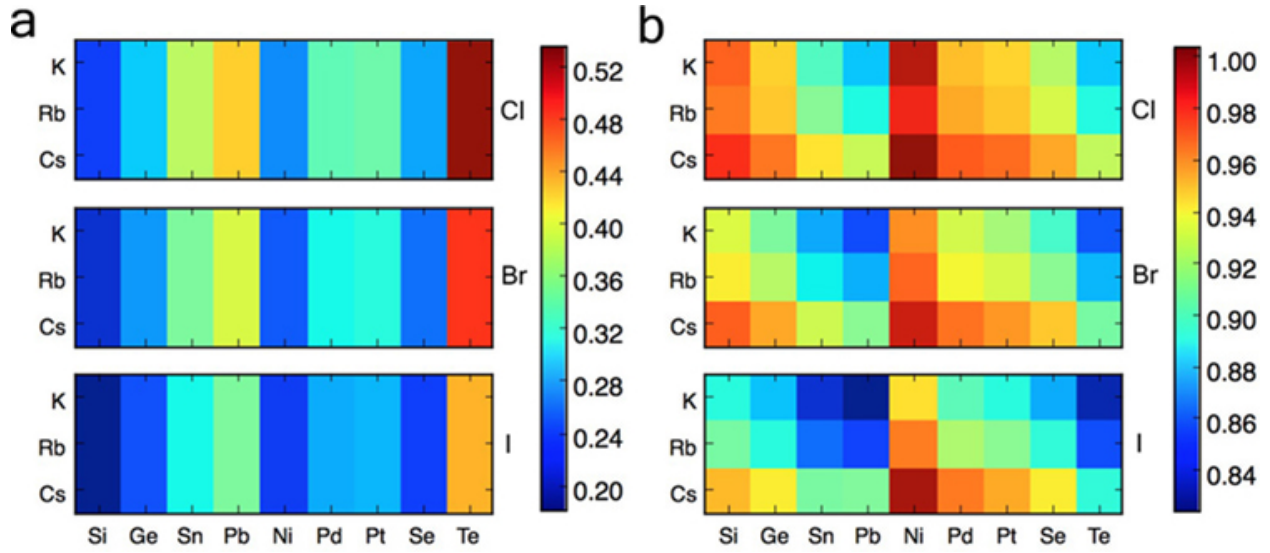 a
K
Rb
Cs
Cl
K
Rb
Cs
Br
K
Rb
Cs
I
Si Ge Sn Pb Ni Pd Pt Se Te
0.52
0.48
0.44
0.40
0.36
0.32
0.28
0.24
0.20
b
K
Rb
Cs
Cl
K
Rb
Cs
Br
K
Rb
Cs
I
Si Ge Sn Pb Ni Pd Pt Se Te
1.00
0.98
0.96
0.94
0.92
0.90
0.88
0.86
0.84